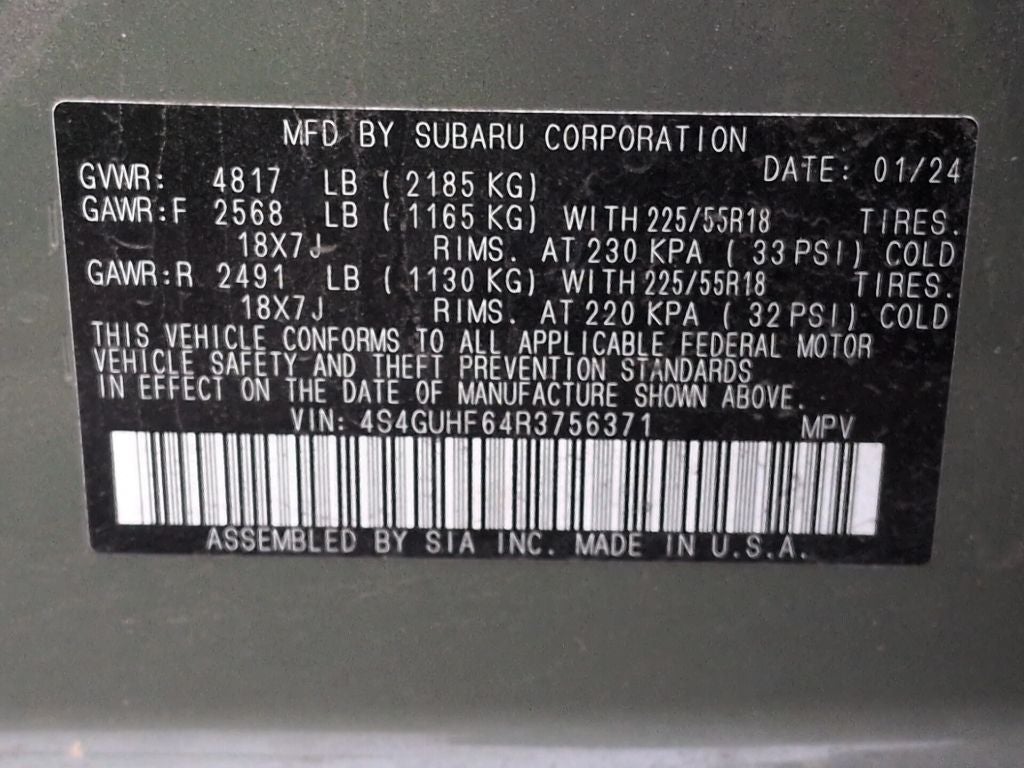 MFD BY SUBARU CORPORATION
DATE: 01/24
GVWR: 4817 LB (2185 KG)
GAWR:F 2568 LB (1165 KG) WITH 225/55R18 TIRES.
18X7J RIMS. AT 230 KPA (33 PSI) COLD
GAWR:R 2491 LB (1130 KG) WITH 225/55R18 TIRES.
18X7J RIMS. AT 220 KPA (32 PSI) COLD
THIS VEHICLE CONFORMS TO ALL APPLICABLE FEDERAL MOTOR
VEHICLE SAFETY AND THEFT PREVENTION STANDARDS
IN EFFECT ON THE DATE OF MANUFACTURE SHOWN ABOVE.
VIN: 4S4GUHF64R3756371 MPV
ASSEMBLED BY SIA INC. MADE IN U.S.A.